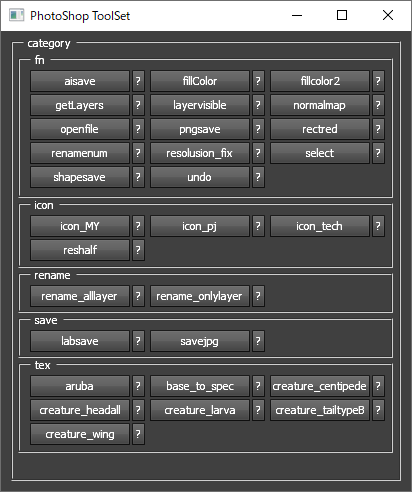 PhotoShop ToolSet
category
fn
aisave ? fillColor ? fillcolor2 ?
getLayers ? layervisible ? normalmap ?
openfile ? pngsave ? rectred ?
renamenum ? resolusion_fix ? select ?
shapesave ? undo ?
icon
icon_MY ? icon_pj ? icon_tech ?
reshalf ?
rename
rename_alllayer ? rename_onlylayer ?
save
labsave ? savejpg ?
tex
aruba ? base_to_spec ? creature_centipede ?
creature_headall ? creature_larva ? creature_tailtypeB ?
creature_wing ?